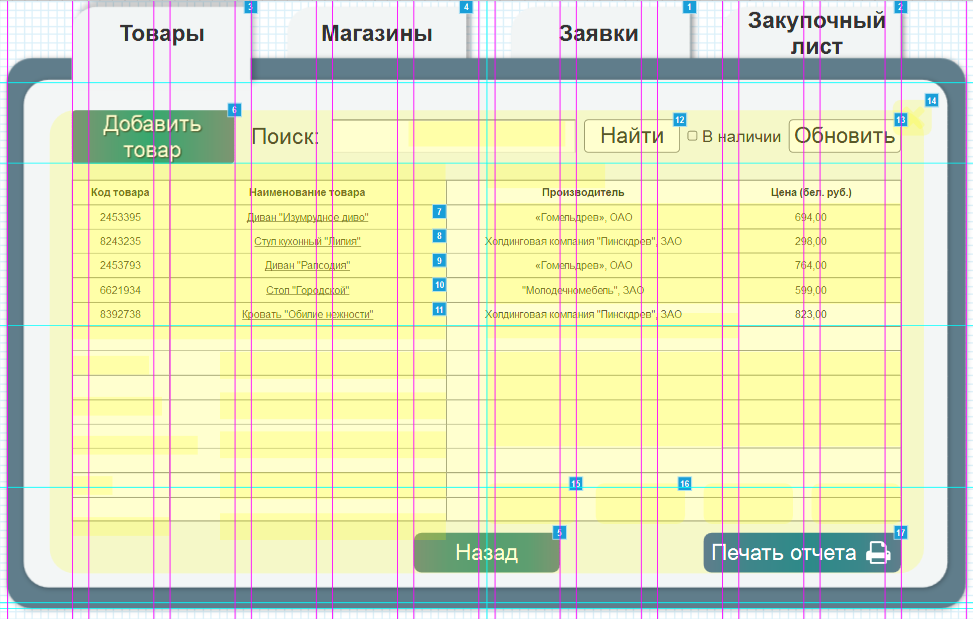 3
4
1
2
Товары
Магазины
Заявки
Закупочный
лист
14
6
12
13
Добавить
товар
Поиск:
Найти
В наличии
Обновить
Код товара Наименование товара Производитель Цена (бел. руб.)
2453395 Диван "Изумрудное диво" 7 «Гомельдрев», ОАО 694,00
8243235 Стул кухонный "Лилия" 8 Холдинговая компания "Пинскдрев", ЗАО 298,00
2453793 Диван "Рапсодия" 9 «Гомельдрев», ОАО 764,00
6621934 Стол "Городской" 10 "Молодечномебель", ЗАО 599,00
8392738 Кровать "Обилие нежности" 11 Холдинговая компания "Пинскдрев", ЗАО 823,00
15
16
5
17
Назад
Печать отчета